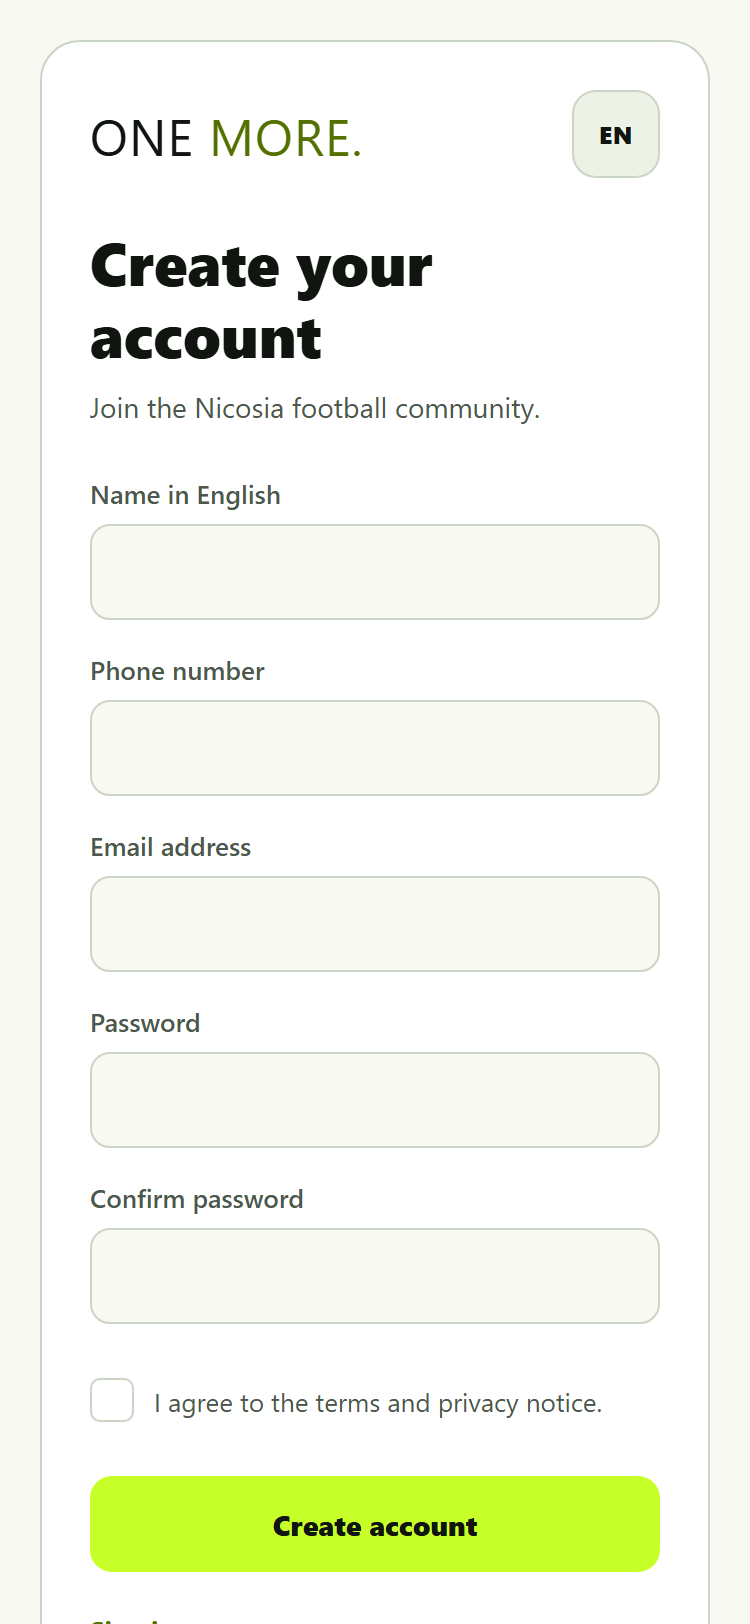 ONE MORE.
EN
Create your
account
Join the Nicosia football community.
Name in English
Phone number
Email address
Password
Confirm password
I agree to the terms and privacy notice.
Create account